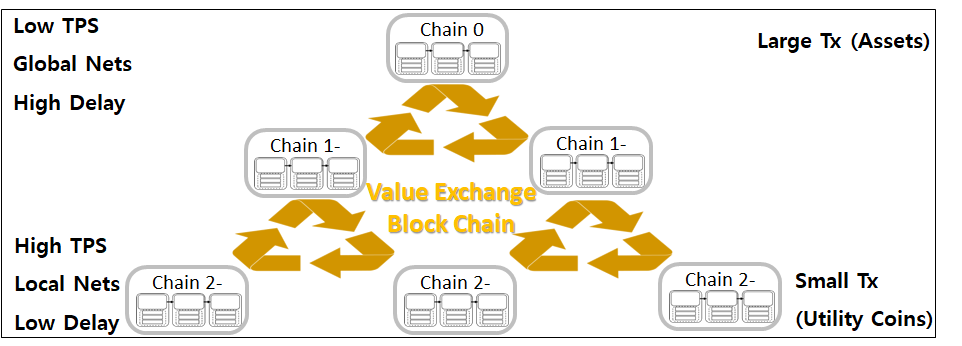 Low TPS
Global Nets
High Delay
Chain 0
Large Tx (Assets)
Chain 1-
Chain 1-
Value Exchange
Block Chain
High TPS
Local Nets
Low Delay
Chain 2-
Chain 2-
Chain 2-
Small Tx
(Utility Coins)